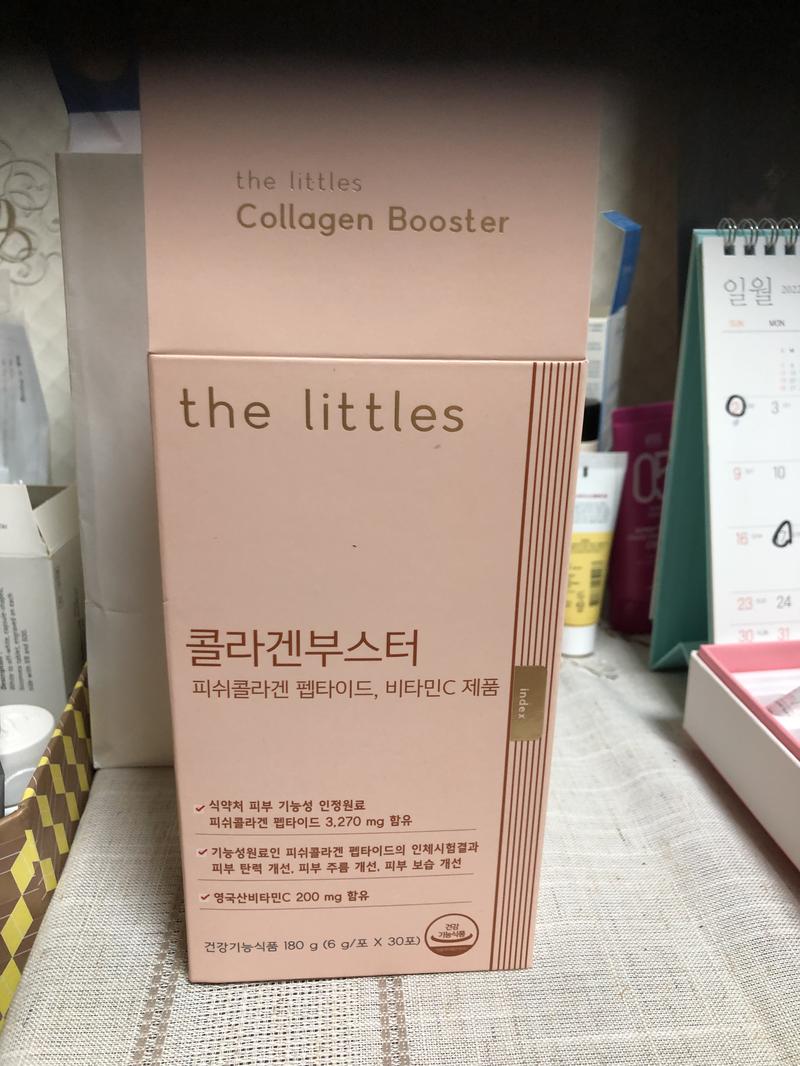 the littles
Collagen Booster
the littles
콜라겐부스터
피쉬콜라겐 펩타이드, 비타민C 제품
index
식약처 피부 기능성 인정원료
피쉬콜라겐 펩타이드 3,270 mg 함유
기능성원료인 피쉬콜라겐 펩타이드의 인체시험결과
피부 탄력 개선, 피부 주름 개선, 피부 보습 개선
영국산비타민C 200 mg 함유
건강기능식품 180 g (6 g/포 X 30포)
건강
기능식품
일월 2022
SUN MON
2 3
9 10
16
23 24
30 31
05